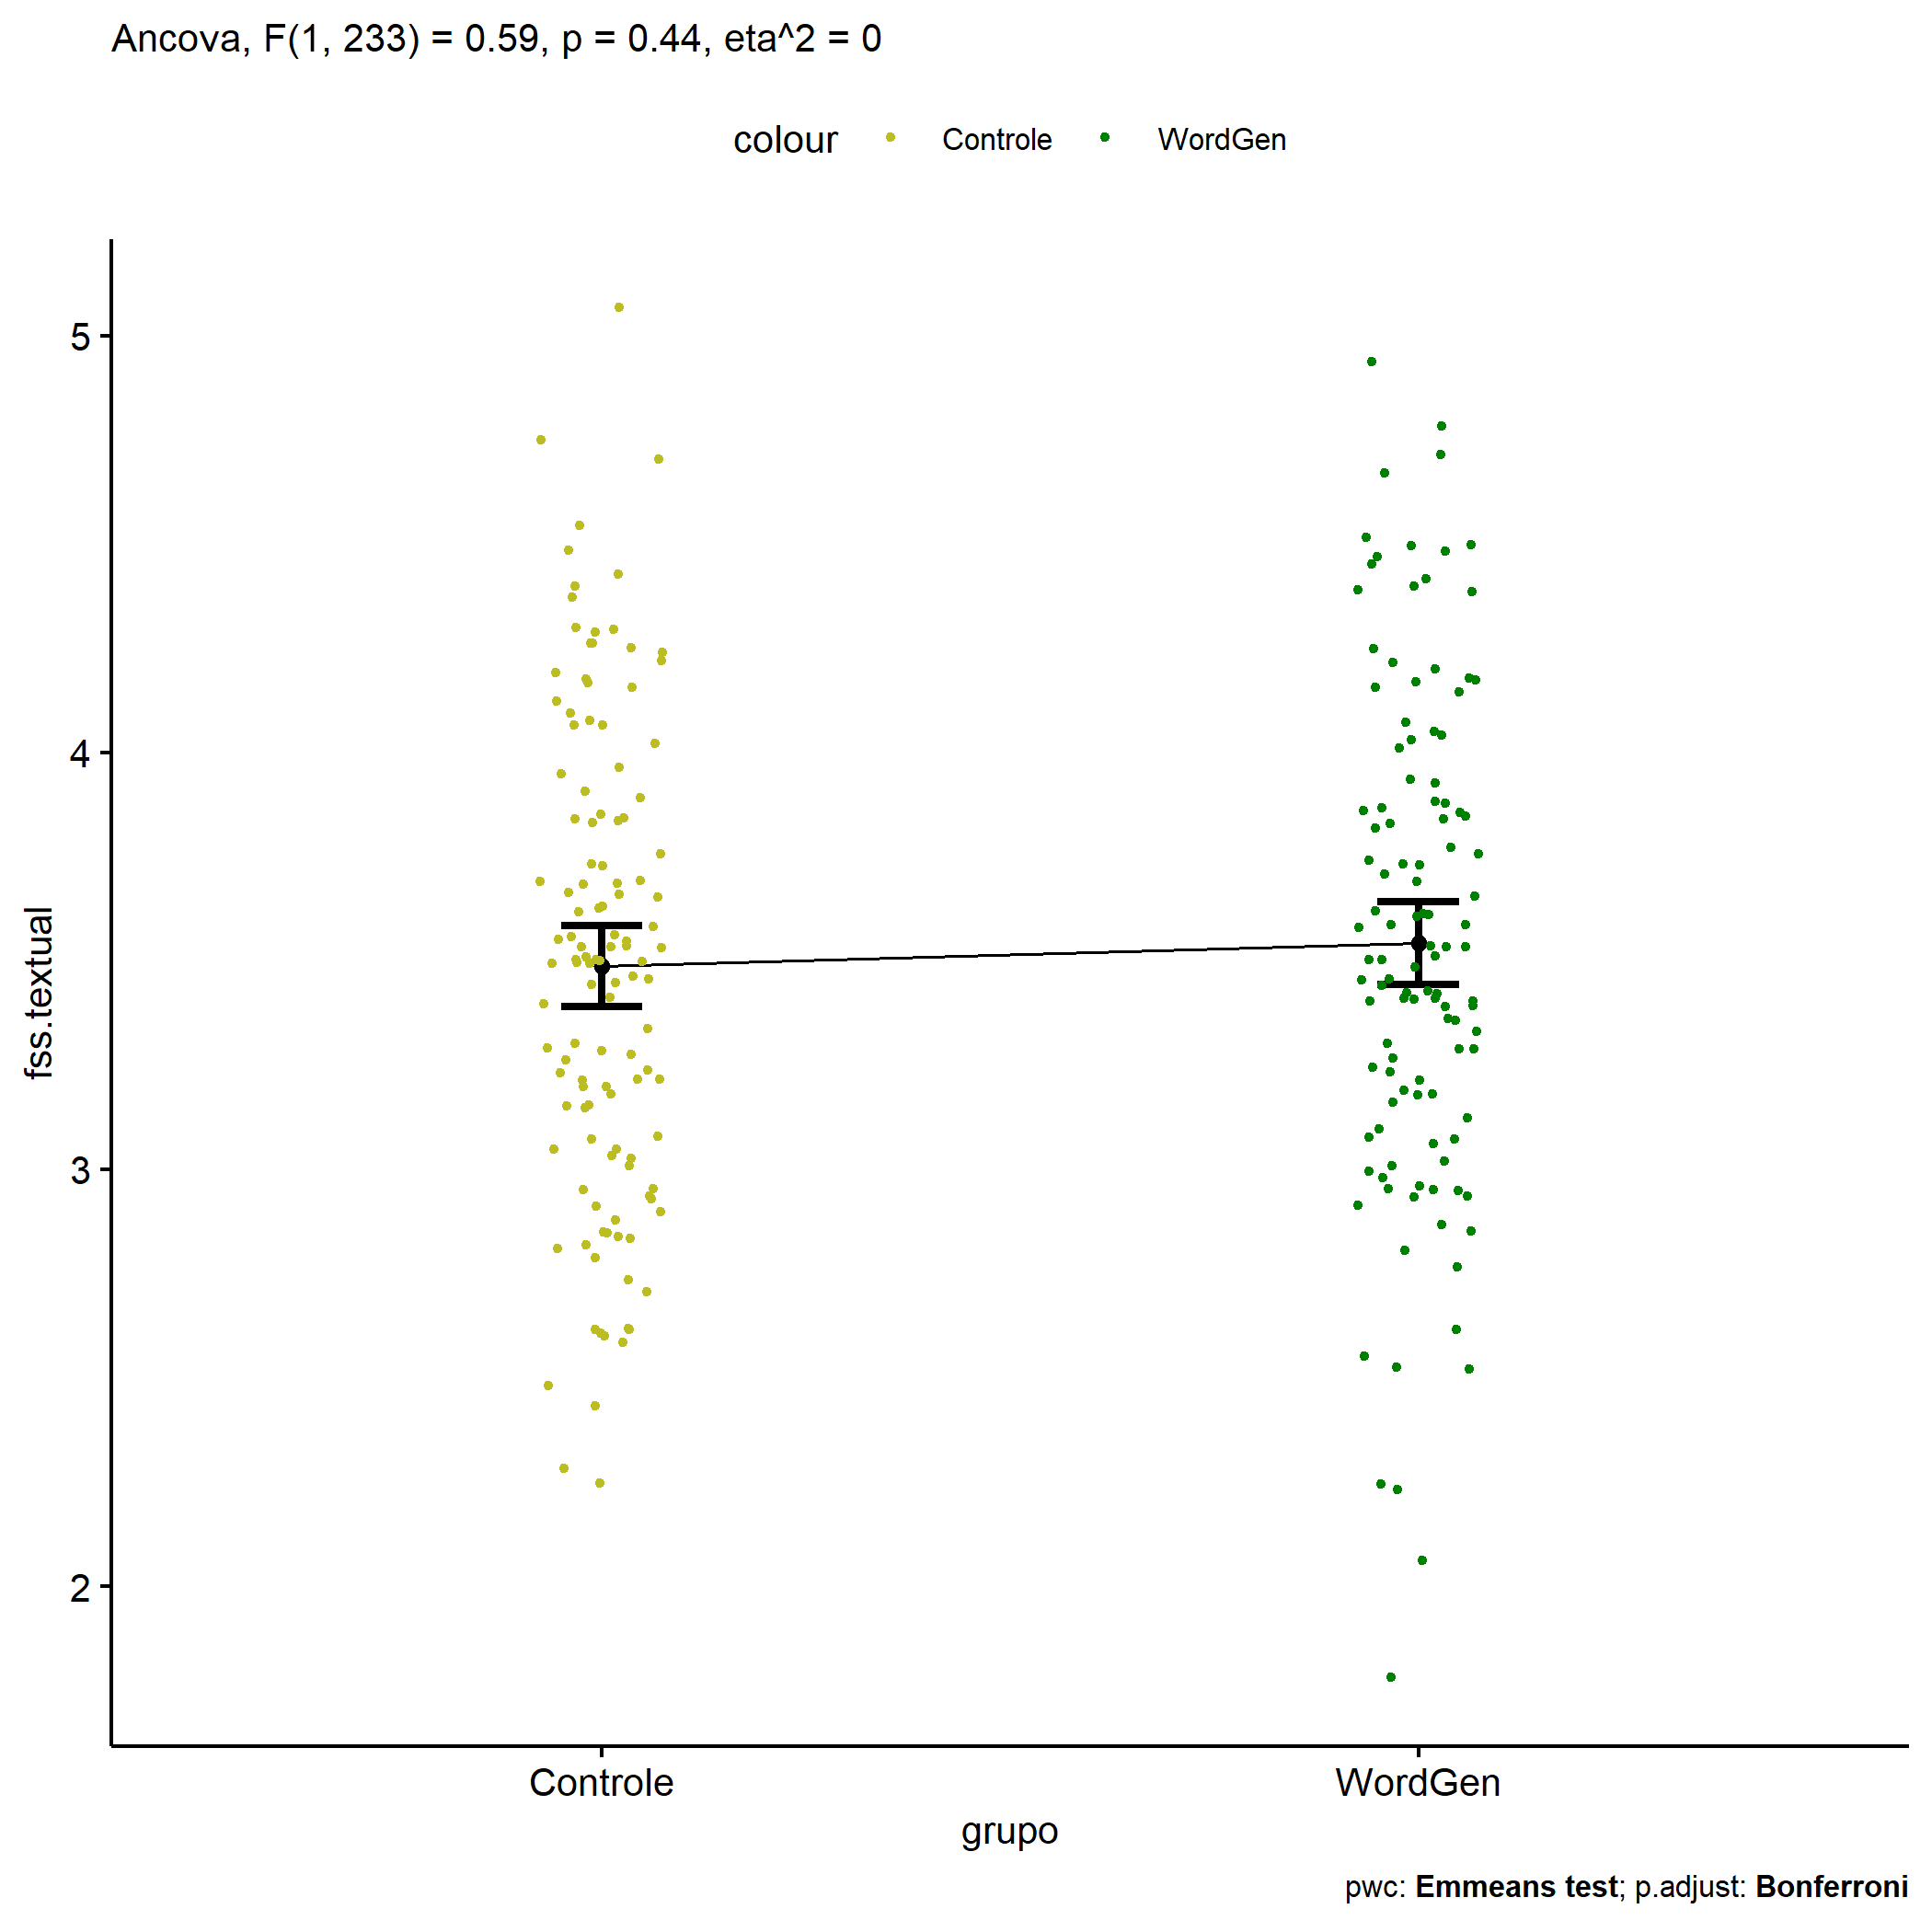 Ancova, F(1, 233) = 0.59, p = 0.44, eta^2 = 0
colour Controle WordGen
5
4
3
2
fss.textual
Controle WordGen
grupo
pwc: Emmeans test; p.adjust: Bonferroni